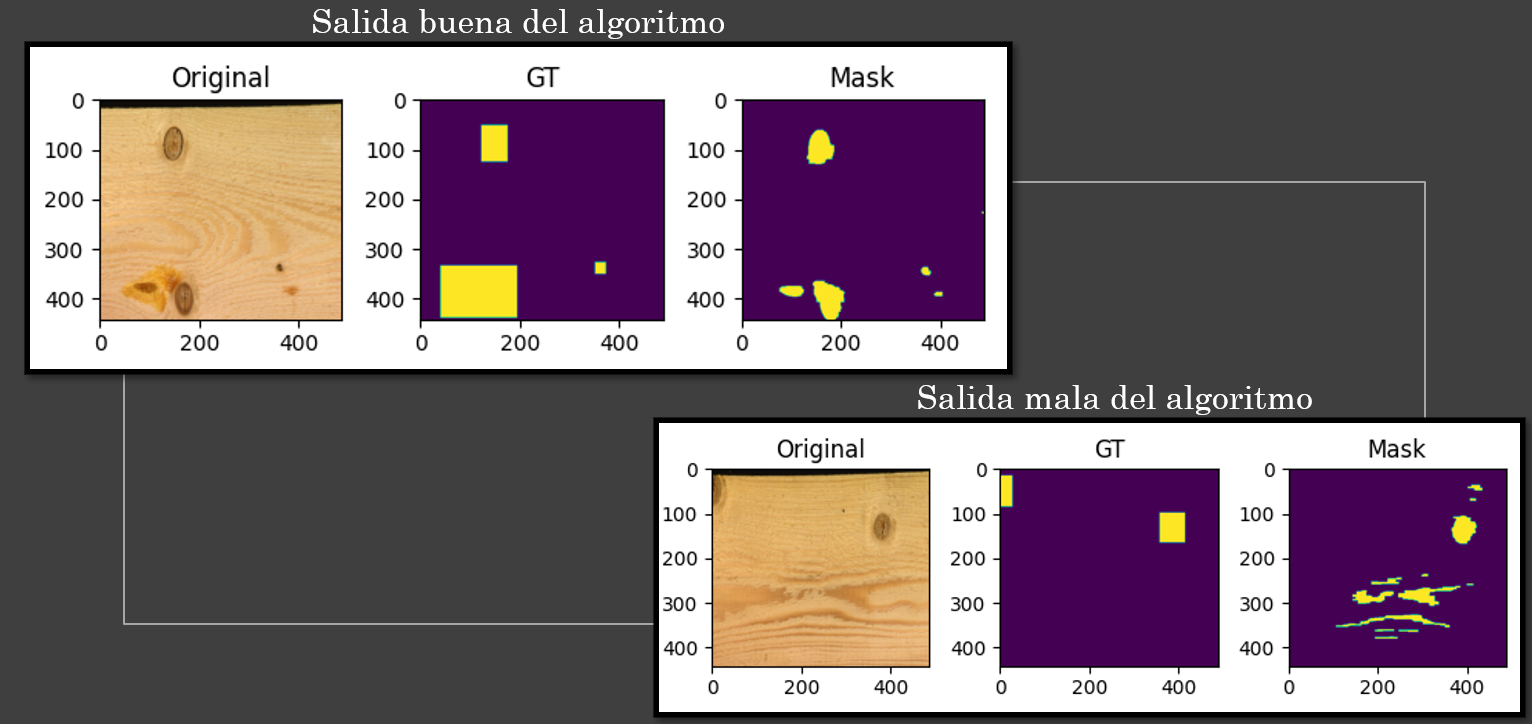 Salida buena del algoritmo
Original GT Mask
0 0 0
100 100 100
200 200 200
300 300 300
400 400 400
0 200 400 0 200 400 0 200 400
Salida mala del algoritmo
Original GT Mask
0 0 0
100 100 100
200 200 200
300 300 300
400 400 400
0 200 400 0 200 400 0 200 400